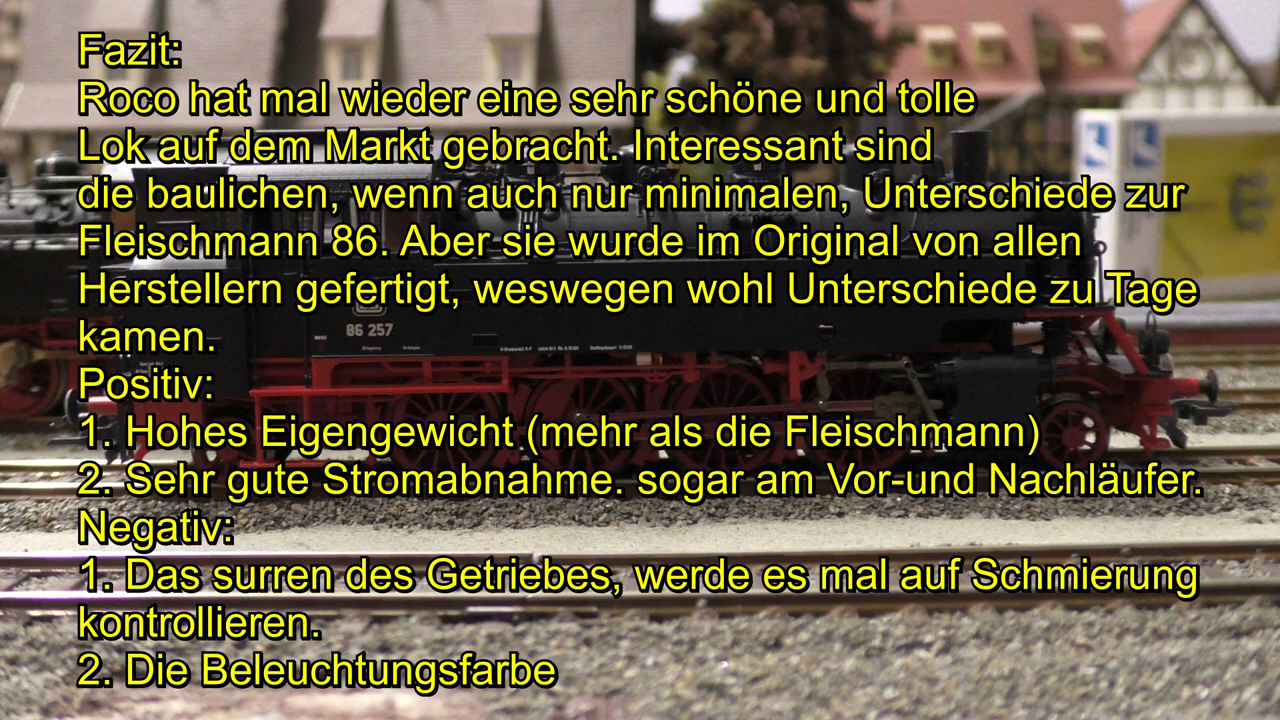 Fazit:
Roco hat mal wieder eine sehr schöne und tolle
Lok auf dem Markt gebracht. Interessant sind
die baulichen, wenn auch nur minimalen, Unterschiede zur
Fleischmann 86. Aber sie wurde im Original von allen
Herstellern gefertigt, weswegen wohl Unterschiede zu Tage
kamen.
86 257
Positiv:
1. Hohes Eigengewicht (mehr als die Fleischmann)
2. Sehr gute Stromabnahme. sogar am Vor-und Nachläufer.
Negativ:
1. Das surren des Getriebes, werde es mal auf Schmierung
kontrollieren.
2. Die Beleuchtungsfarbe